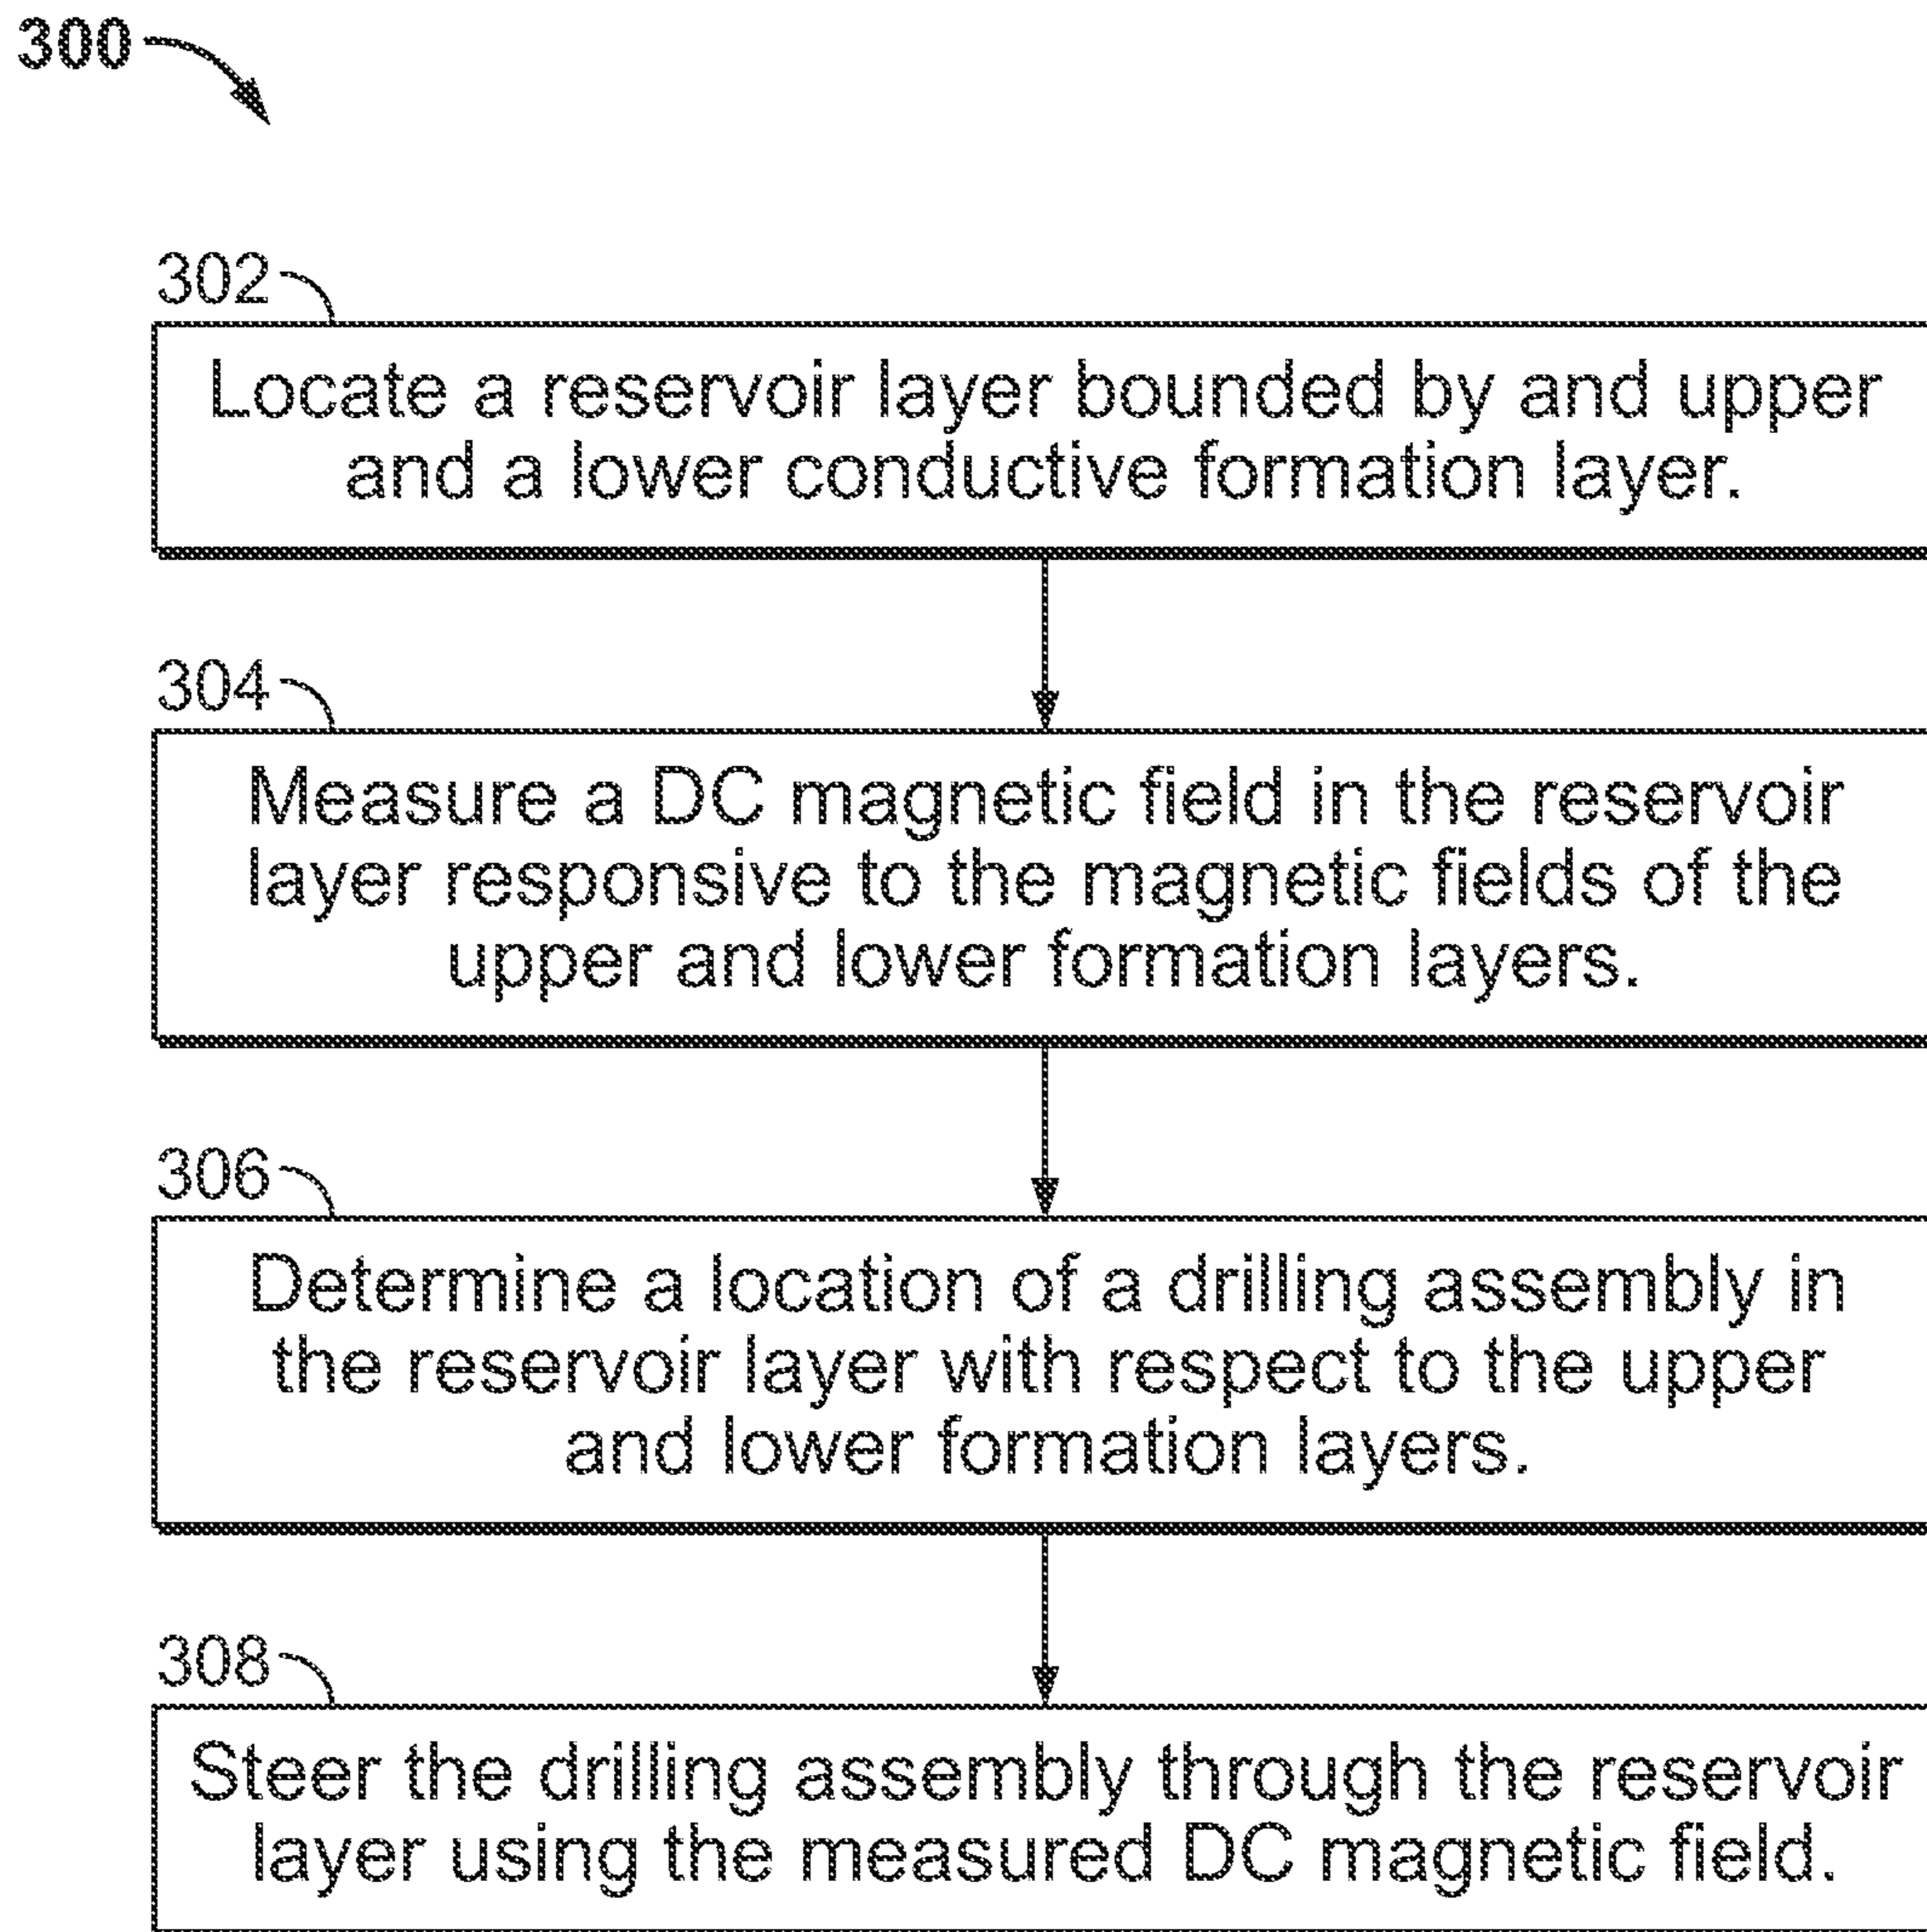 300
302
Locate a reservoir layer bounded by and upper
and a lower conductive formation layer.
304
Measure a DC magnetic field in the reservoir
layer responsive to the magnetic fields of the
upper and lower formation layers.
306
Determine a location of a drilling assembly in
the reservoir layer with respect to the upper
and lower formation layers.
308
Steer the drilling assembly through the reservoir
layer using the measured DC magnetic field.